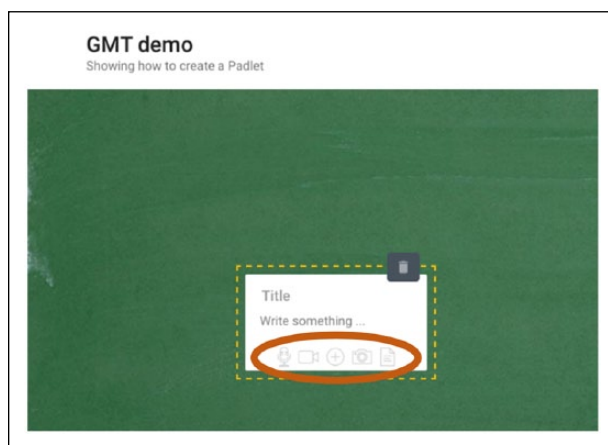 GMT demo
Showing how to create a Padlet
Title
Write something ...